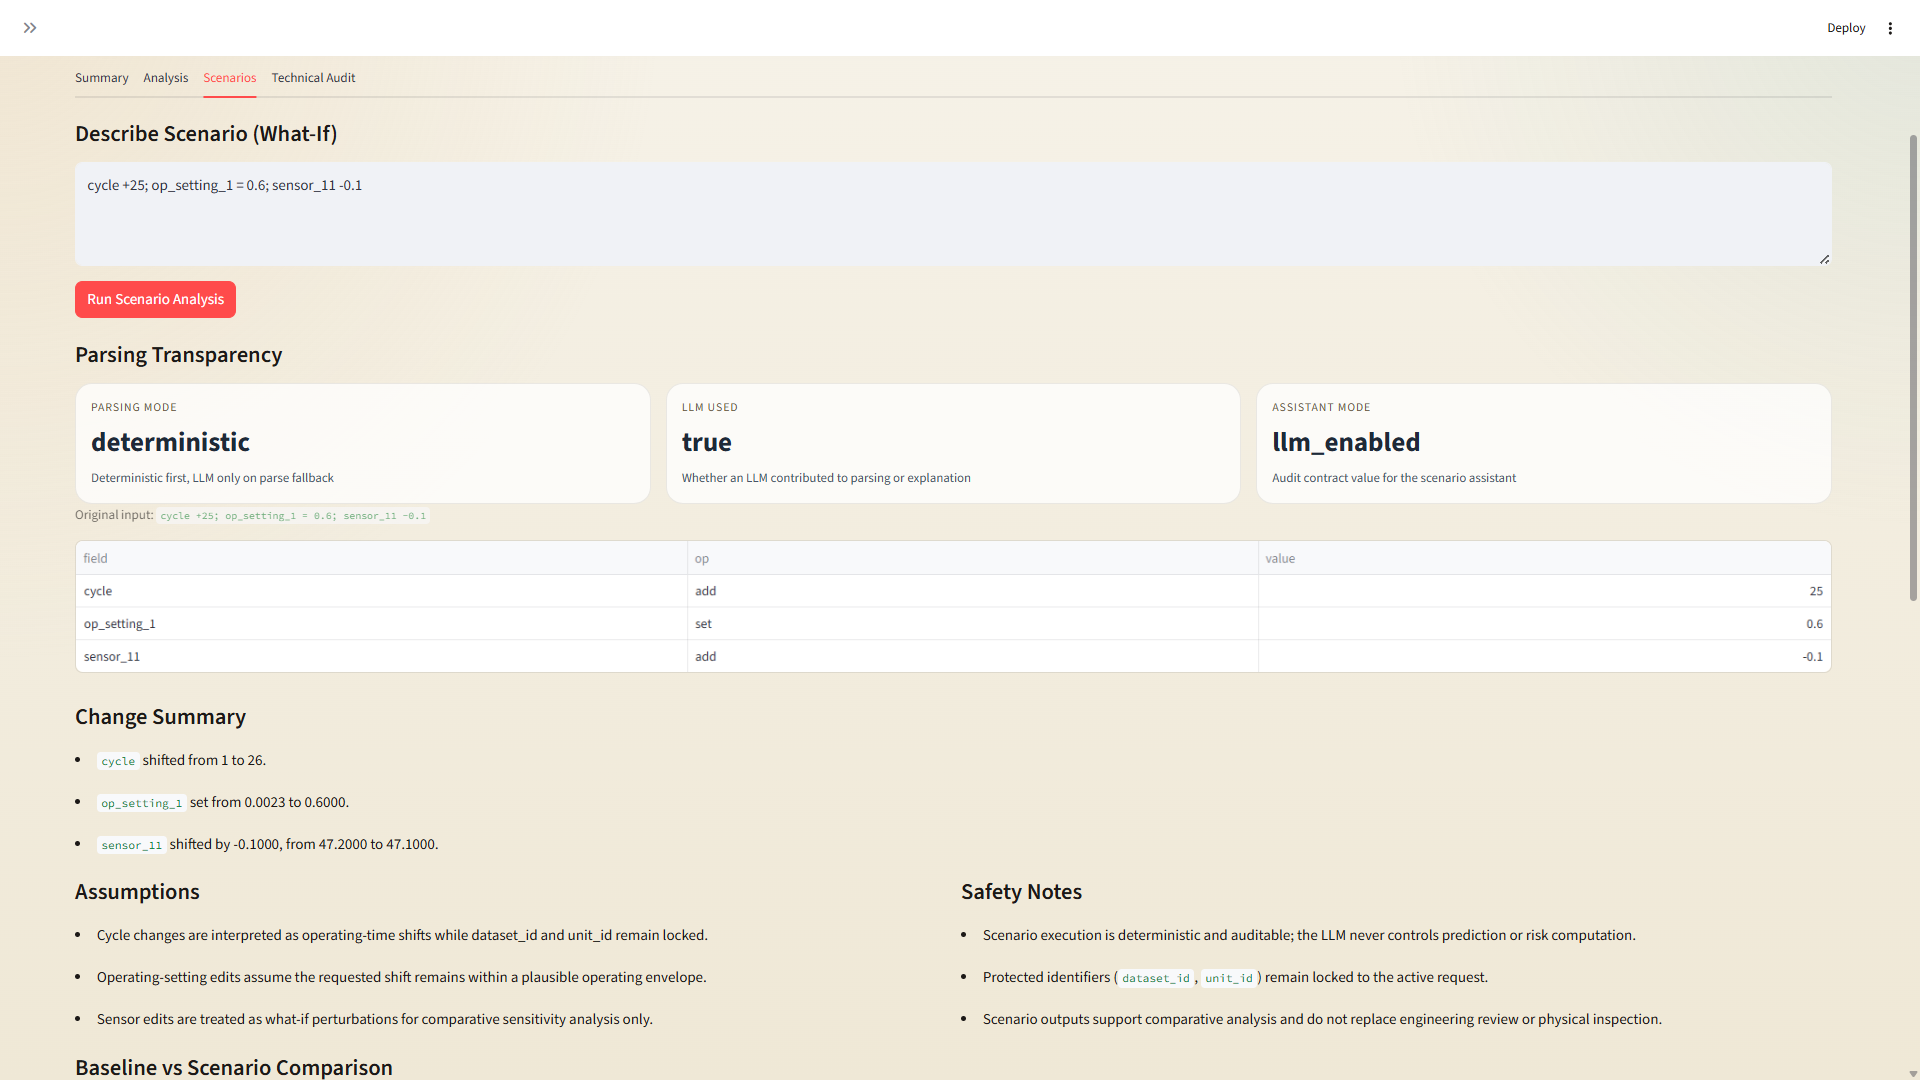 Deploy
Summary Analysis Scenarios Technical Audit
Describe Scenario (What-If)
cycle +25; op_setting_1 = 0.6; sensor_11 -0.1
Run Scenario Analysis
Parsing Transparency
PARSING MODE
deterministic
Deterministic first, LLM only on parse fallback
LLM USED
true
Whether an LLM contributed to parsing or explanation
ASSISTANT MODE
llm_enabled
Audit contract value for the scenario assistant
Original input: cycle +25; op_setting_1 = 0.6; sensor_11 -0.1
field op value
cycle add 25
op_setting_1 set 0.6
sensor_11 add -0.1
Change Summary
cycle shifted from 1 to 26.
op_setting_1 set from 0.0023 to 0.6000.
sensor_11 shifted by -0.1000, from 47.2000 to 47.1000.
Assumptions
Cycle changes are interpreted as operating-time shifts while dataset_id and unit_id remain locked.
Operating-setting edits assume the requested shift remains within a plausible operating envelope.
Sensor edits are treated as what-if perturbations for comparative sensitivity analysis only.
Safety Notes
Scenario execution is deterministic and auditable; the LLM never controls prediction or risk computation.
Protected identifiers ( dataset_id , unit_id ) remain locked to the active request.
Scenario outputs support comparative analysis and do not replace engineering review or physical inspection.
Baseline vs Scenario Comparison